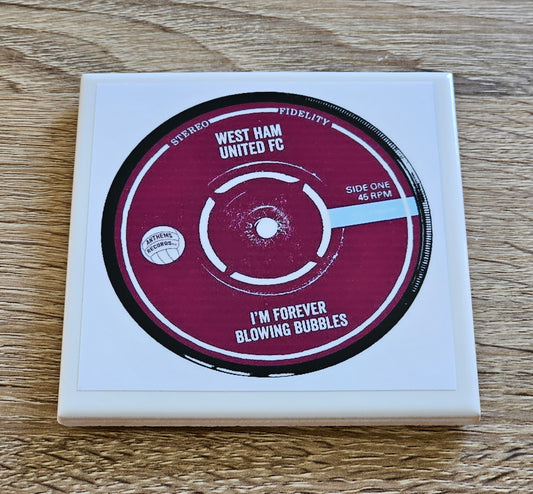 STEREO FIDELITY
WEST HAM
UNITED FC
SIDE ONE
45 RPM
ANTHEMS
RECORDS
I'M FOREVER
BLOWING BUBBLES